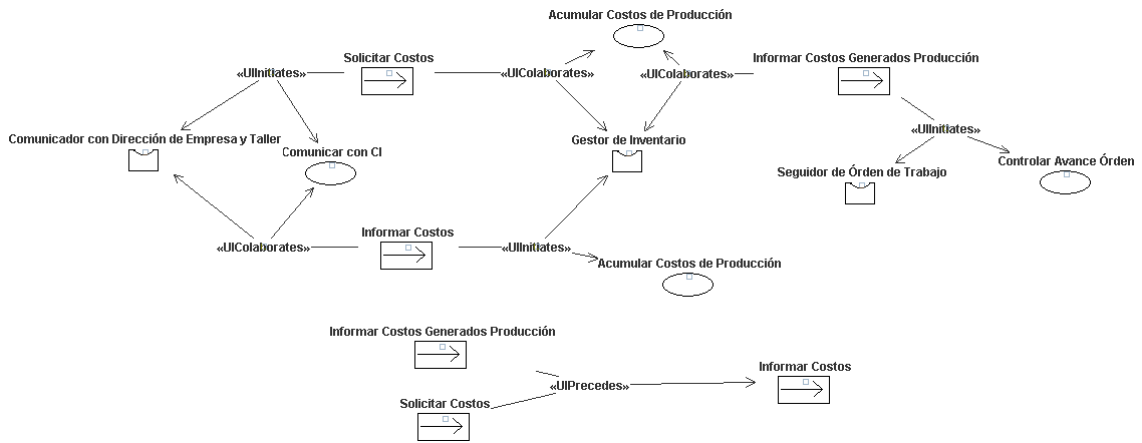 Acumular Costos de Producción
Solicitar Costos
Informar Costos Generados Producción
«UIInitiates»
«UIColaborates»
«UIColaborates»
«UIInitiates»
Comunicador con Dirección de Empresa y Taller
Comunicar con CI
Gestor de Inventario
Seguidor de Órden de Trabajo
Controlar Avance Órden
Informar Costos
«UIColaborates»
«UIInitiates»
Acumular Costos de Producción
Informar Costos Generados Producción
Informar Costos
«UIPrecedes»
Solicitar Costos